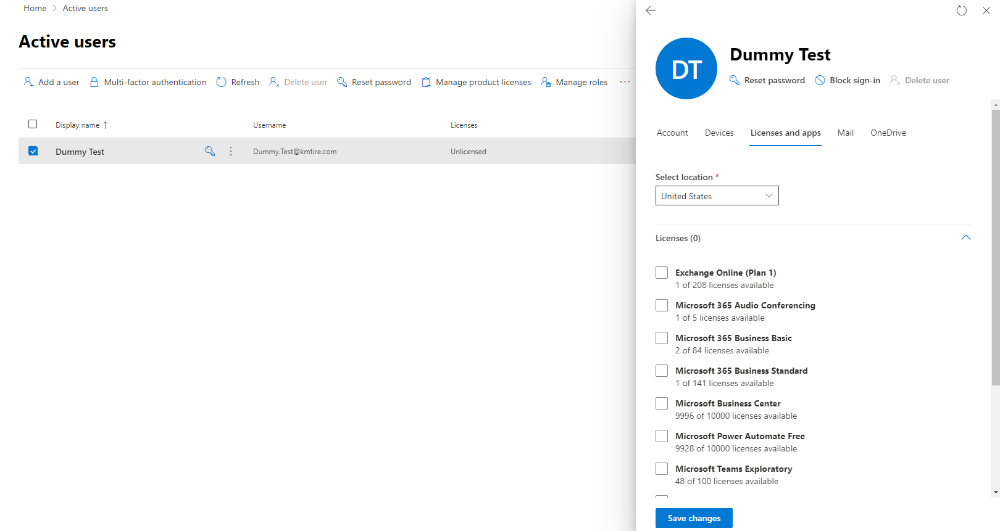 Home > Active users
Active users
Add a user Multi-factor authentication Refresh Delete user Reset password Manage product licenses Manage roles ...
Display name ↑ Username Licenses
Dummy Test Dummy.Test@kmtire.com Unlicensed
DT
Dummy Test
Reset password Block sign-in Delete user
Account Devices Licenses and apps Mail OneDrive
Select location *
United States
Licenses (0)
Exchange Online (Plan 1)
1 of 208 licenses available
Microsoft 365 Audio Conferencing
1 of 5 licenses available
Microsoft 365 Business Basic
2 of 84 licenses available
Microsoft 365 Business Standard
1 of 141 licenses available
Microsoft Business Center
9996 of 10000 licenses available
Microsoft Power Automate Free
9928 of 10000 licenses available
Microsoft Teams Exploratory
48 of 100 licenses available
Save changes